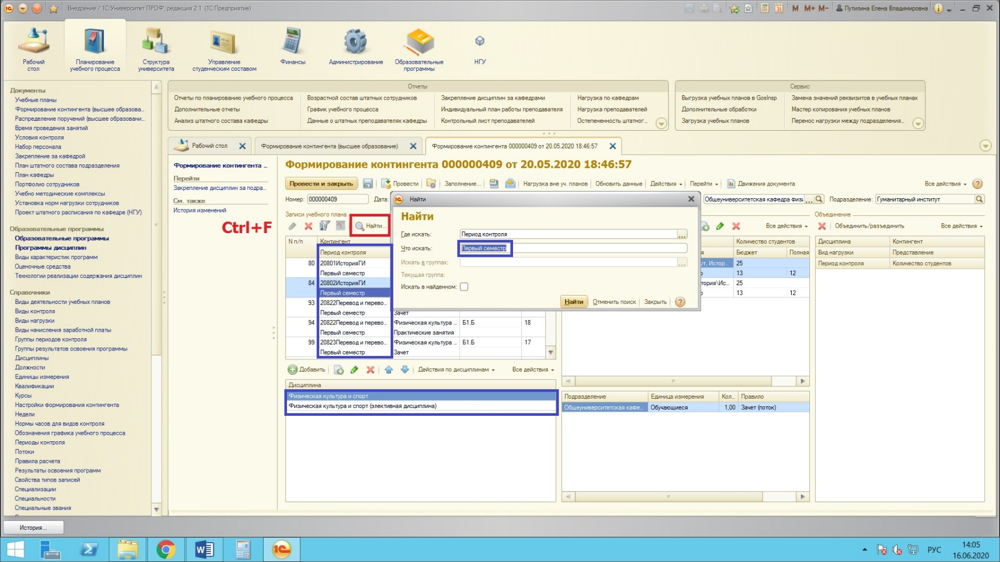 Внедрение / 1С:Университет ПРОФ, редакция 2.1 (1С:Предприятие)
M M+ M-
Путилина Елена Владимировна
Рабочий стол
Планирование учебного процесса
Структура университета
Управление студенческим составом
Финансы
Администрирование
Образовательные программы
НГУ
Документы
Учебные планы
Формирование контингента (высшее образова...
Распределение поручений (высшее образовани...
Время проведения занятий
Условия контроля
Набор персонала
Закрепление за кафедрой
План штатного состава подразделения
План кафедры
Портфолио сотрудников
Учебно методические комплексы
Установка норм нагрузки сотрудников
Проект штатного расписания по кафедре (НГУ)
Образовательные программы
Образовательные программы
Программы дисциплин
Виды характеристик программ
Оценочные средства
Технологии реализации содержания дисциплин
Справочники
Виды деятельности учебных планов
Виды контроля
Виды нагрузки
Виды начисления заработной платы
Группы периодов контроля
Группы результатов освоения программы
Дисциплины
Должности
Единицы измерения
Квалификации
Курсы
Настройки формирования контингента
Недели
Нормы часов для видов контроля
Обозначения графика учебного процесса
Периоды контроля
Потоки
Правила расчета
Результаты освоения программ
Свойства типов записей
Специализации
Специальности
Специальные звания
Отчеты
Отчеты по планированию учебного процесса
Возрастной состав штатных сотрудников
Закрепление дисциплин за кафедрами
Нагрузка по кафедрам
Дополнительные отчеты
График учебного процесса
Индивидуальный план работы преподавателя
Нагрузка преподавателей
Анализ штатного состава кафедры
Данные о штатных преподавателях кафедры
Контрольный лист преподавателей
Остепененность штатног...
Сервис
Выгрузка учебных планов в GosInsp
Замена значений реквизитов в учебных планах
Дополнительные обработки
Мастер копирования учебных планов
Загрузка учебных планов
Перенос нагрузки между подразделения...
Рабочий стол
Формирование контингента (высшее образование)
Формирование контингента 000000409 от 20.05.2020 18:46:57
Формирование контингента ...
Перейти
Закрепление дисциплин за подра...
См. также
История изменений
Ctrl+F
Формирование контингента 000000409 от 20.05.2020 18:46:57
Провести и закрыть
Провести
Заполнение...
Нагрузка вне уч. планов
Обновить данные
Действия
Перейти
Движения документа
Все действия
Номер: 000000409
Дата:
Общеуниверситетская кафедра физи ...
Подразделение: Гуманитарный институт
Записи учебного плана
Найти...
N п/п
Контингент
Период контроля
80 20801ИсторияГИ
Первый семестр
84 20802ИсторияГИ
Первый семестр
93 20822Перевод и перево...
Первый семестр
Зачет
94 20822Перевод и перево... Физическая культура ... Б1.Б 18
Первый семестр Практические занятия
99 20823Перевод и перево... Физическая культура ... Б1.Б 17
Первый семестр Зачет
Найти
Найти
Где искать: Период контроля ...
Что искать: Первый семестр
Искать в группах: ...
Текущая группа:
Искать в найденном:
Найти
Отменить поиск
Закрыть
Все действия
Количество студентов
Бюджет Полная
25
13 12
25
13 12
Объединение
Объединить/разъединить
Все действия
Дисциплина Контингент
Вид нагрузки Представление
Период контроля Количество студентов
Добавить
Действия по дисциплинам
Все действия
Дисциплина
Физическая культура и спорт
Физическая культура и спорт (элективная дисциплина)
Подразделение Единица измерения Кол... Правило
Общеуниверситетская кафе... Обучающиеся 1,00 Зачет (поток)
История...
РУС
14:05
16.06.2020